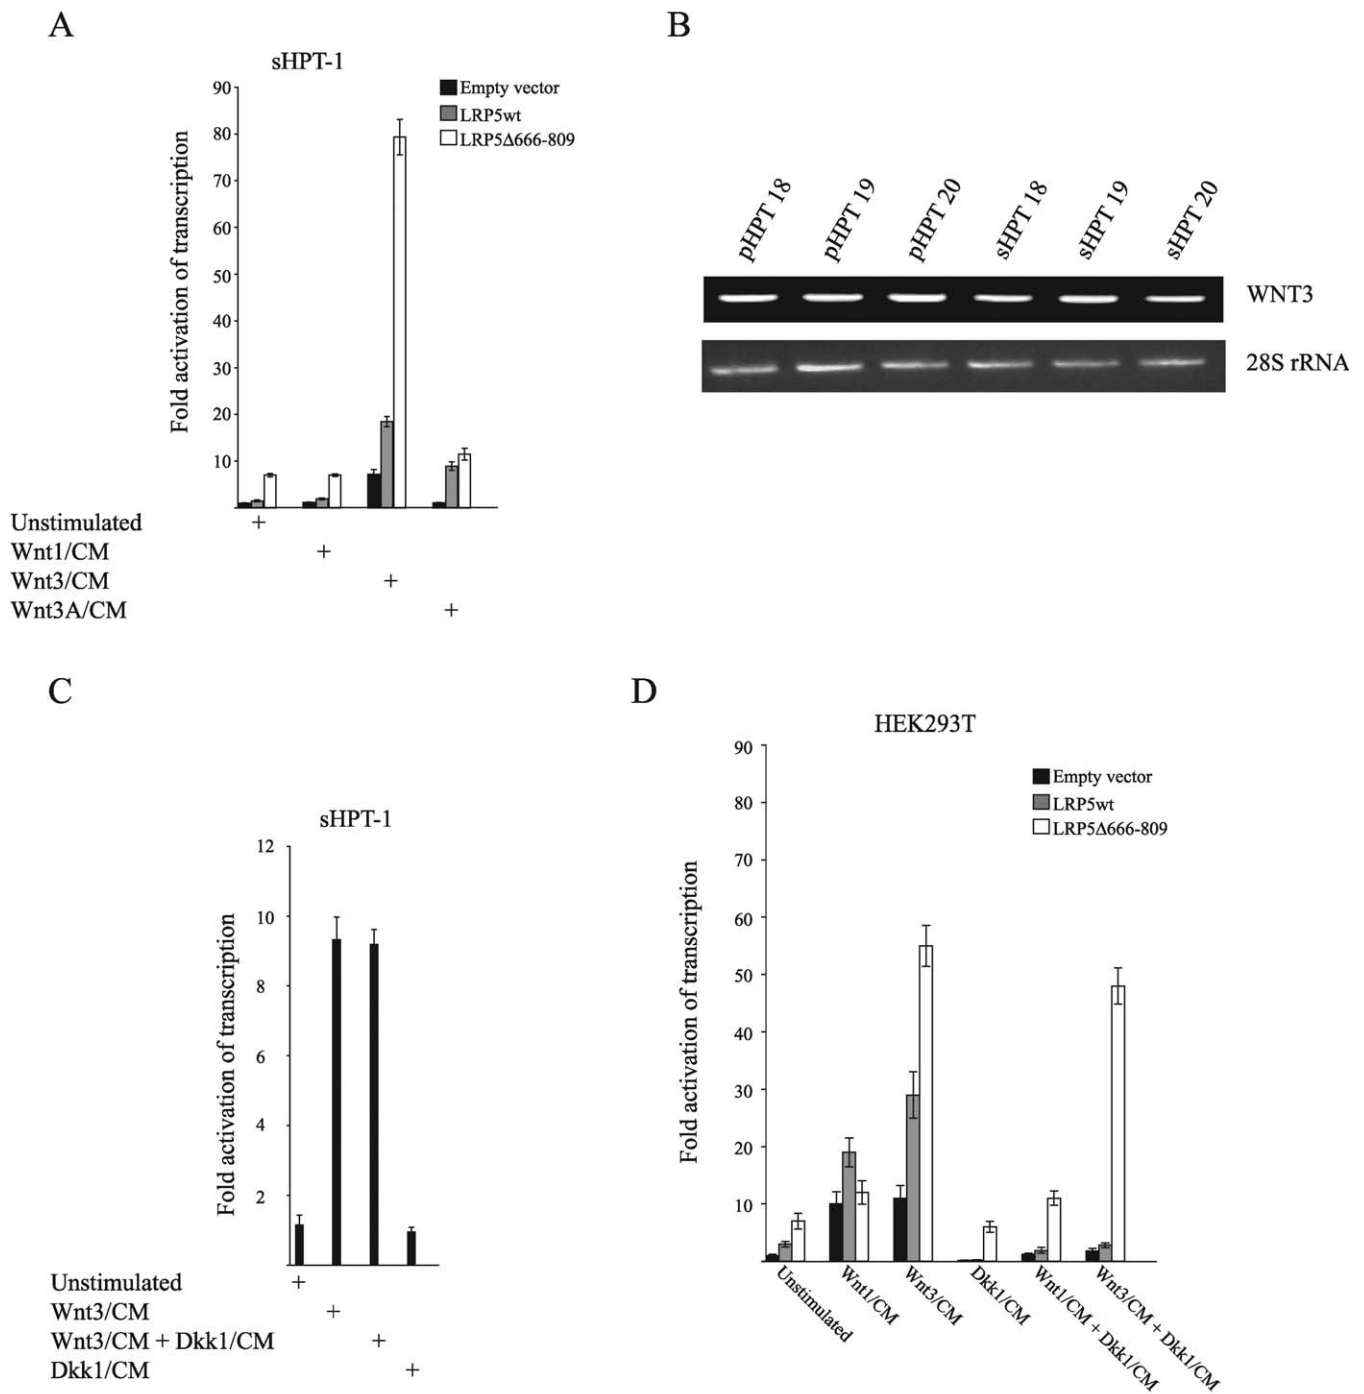 A
sHPT-1
Fold activation of transcription
90
80
70
60
50
40
30
20
10
Empty vector
LRP5wt
LRP5Δ666-809
Unstimulated +
Wnt1/CM +
Wnt3/CM +
Wnt3A/CM +
B
pHPT 18
pHPT 19
pHPT 20
sHPT 18
sHPT 19
sHPT 20
WNT3
28S rRNA
C
sHPT-1
Fold activation of transcription
12
10
8
6
4
2
Unstimulated +
Wnt3/CM +
Wnt3/CM + Dkk1/CM +
Dkk1/CM +
D
HEK293T
Fold activation of transcription
90
80
70
60
50
40
30
20
10
Empty vector
LRP5wt
LRP5Δ666-809
Unstimulated
Wnt1/CM
Wnt3/CM
Dkk1/CM
Wnt1/CM + Dkk1/CM
Wnt3/CM + Dkk1/CM